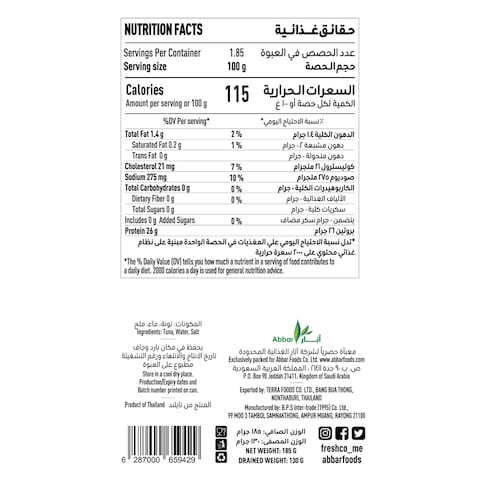 NUTRITION FACTS حقائق غذائية
Servings Per Container 1.85 عدد الحصص في العبوة
Serving size 100 g حجم الحصة
Calories 115 السعرات الحرارية
Amount per serving or 100 g الكمية لكل حصة أو ١٠٠ غ
%DV Per serving* %نسبة الاحتياج اليومي*
Total Fat 1.4 g 2 % الدهون الكلية ١.٤ جرام
Saturated Fat 0.2 g 1 % دهون مشبعة ٠.٢ جرام
Trans Fat 0 g دهون متحولة ٠ جرام
Cholesterol 21 mg 7 % كوليسترول ٢١ ملجرام
Sodium 275 mg 10 % صوديوم ٢٧٥ ملجرام
Total Carbohydrates 0 g 0 % الكاربوهيدرات الكلية ٠ جرام
Dietary Fiber 0 g 0 % الألياف الغذائية ٠ جرام
Total Sugars 0 g سكريات كلية ٠ جرام
Includes 0 g Added Sugars 0 % يتضمن ٠ جرام سكر مضاف
Protein 26 g بروتين ٢٦ جرام
*تدل نسبة الاحتياج اليومي علي المغذيات في الحصة الواحدة مبنية على نظام
غذائي ٢٠٠٠ سعرة حرارية
*The % Daily Value (DV) tells you how much a nutrient in a serving of food contributes to
a daily diet. 2000 calories a day is used for general nutrition advice.
المكونات: تونة، ماء، ملح
Ingredients: Tuna, Water, Salt
يحفظ في مكان بارد وجاف
تاريخ الانتاج والانتهاء ورقم التشغيلة
مطبوع على العبوة
Store in a cool dry place.
Production/Expiry dates and
Batch number printed on can.
Product of Thailand المنتج من تايلند
Abbar أبـار
معبأة حصرياً لشركة أبار الغذائية المحدودة
Exclusively packed for Abbar Foods Co. Ltd., abbarfoods.com
ص. ب ٩٠ جدة ٢١٤١١، المملكة العربية السعودية
P.O. Box 90 Jeddah 21411; Kingdom of Saudi Arabia
Exported by: TERRA FOODS CO. LTD., BANG BUA THONG,
NONTHABURI, THAILAND
Manufactured by: B.P.S Inter-trade (1995) Co. Ltd.,
99 MOO 3 TAMBOL SAMNAKTHONG, AMPUR MUANG, RAYONG 21100
6 287000 659429
الوزن الصافي: ١٨٥ جرام
الوزن المصفى: ١٣٠ جرام
NET WEIGHT: 185 G
DRAINED WEIGHT: 130 G
freshco_me
abbarfoods